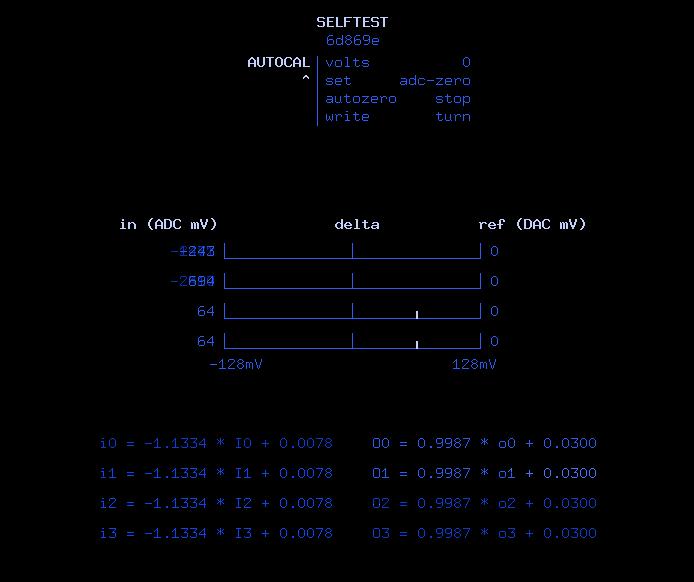 SELFTEST
6d869e
AUTOCAL volts 0
^ set adc-zero
autozero stop
write turn
in (ADC mV) delta ref (DAC mV)
0
0
64 0
64 0
-128mV 128mV
i0 = -1.1334 * I0 + 0.0078 O0 = 0.9987 * o0 + 0.0300
i1 = -1.1334 * I1 + 0.0078 O1 = 0.9987 * o1 + 0.0300
i2 = -1.1334 * I2 + 0.0078 O2 = 0.9987 * o2 + 0.0300
i3 = -1.1334 * I3 + 0.0078 O3 = 0.9987 * o3 + 0.0300